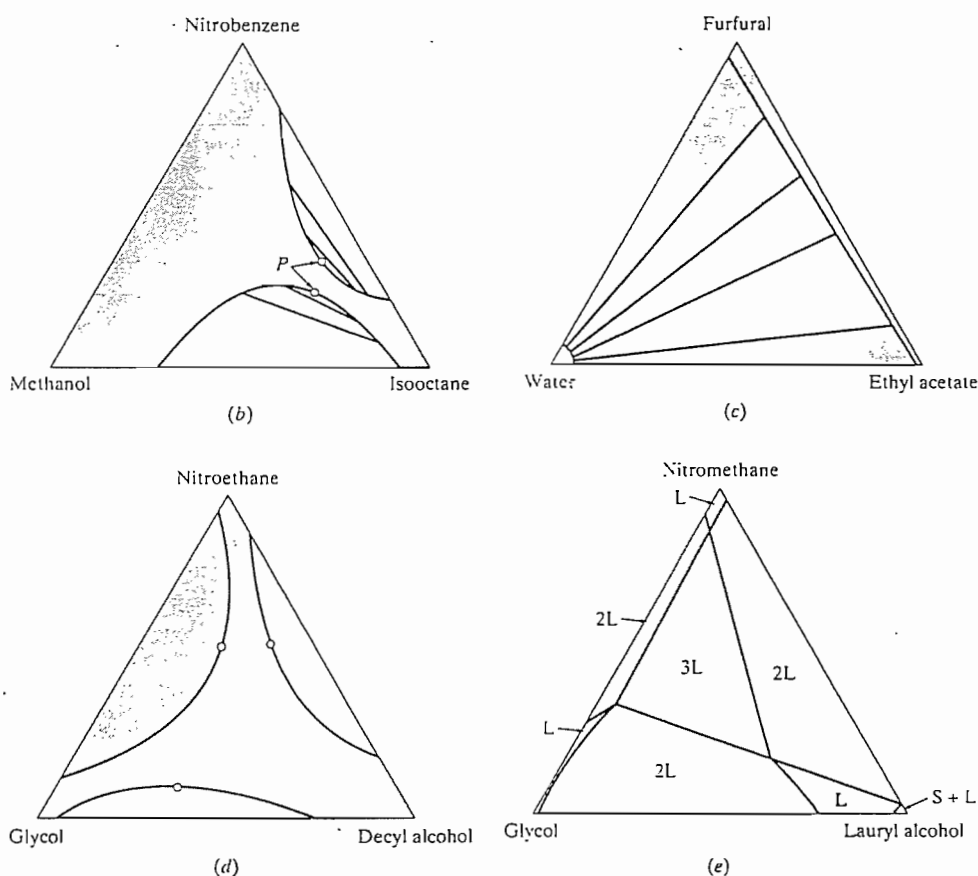 Nitrobenzene
P
Methanol
Isooctane
(b)
Furfural
Water
Ethyl acetate
(c)
Nitroethane
Glycol
Decyl alcohol
(d)
Nitromethane
L
2L
3L
2L
L
2L
L
S + L
Glycol
Lauryl alcohol
(e)